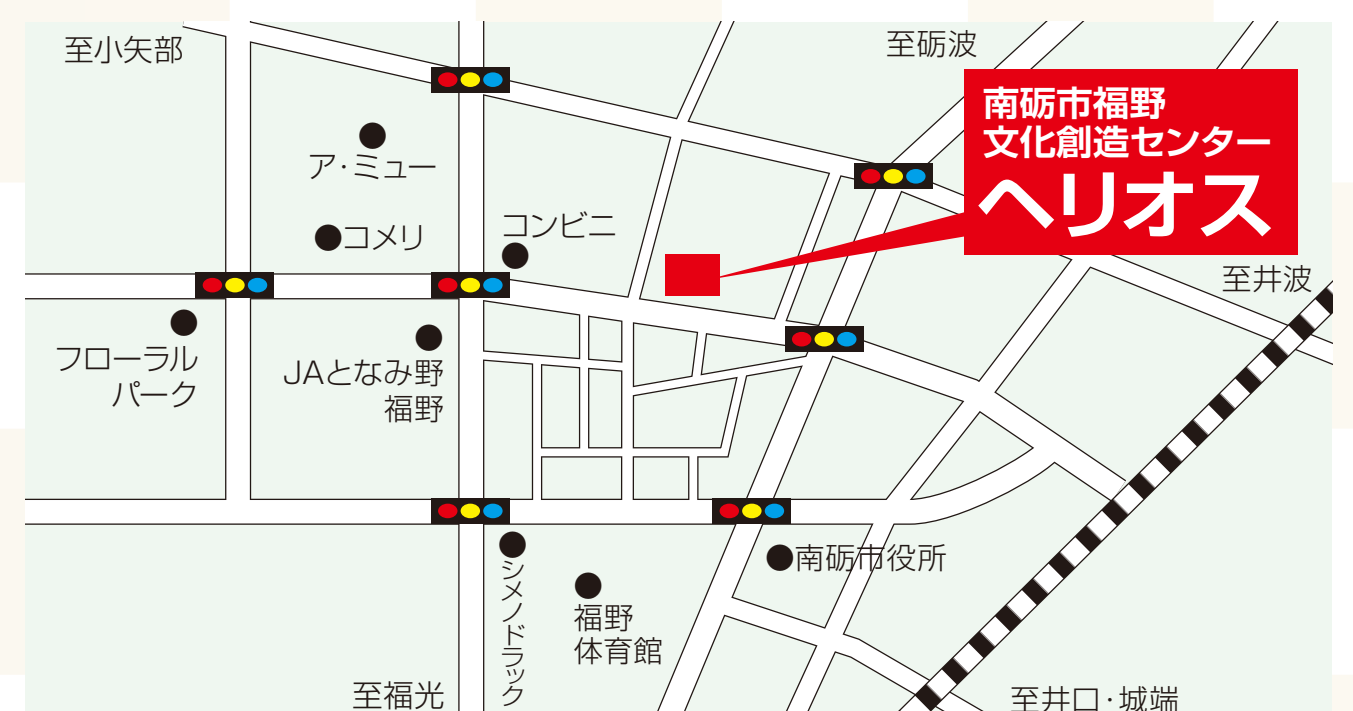 至小矢部
至砺波
南砺市福野
文化創造センター
ヘリオス
ア・ミュー
コメリ
コンビニ
至井波
フローラル
パーク
JAとなみ野
福野
シメノドラック
福野
体育館
南砺市役所
至福光
至井口・城端